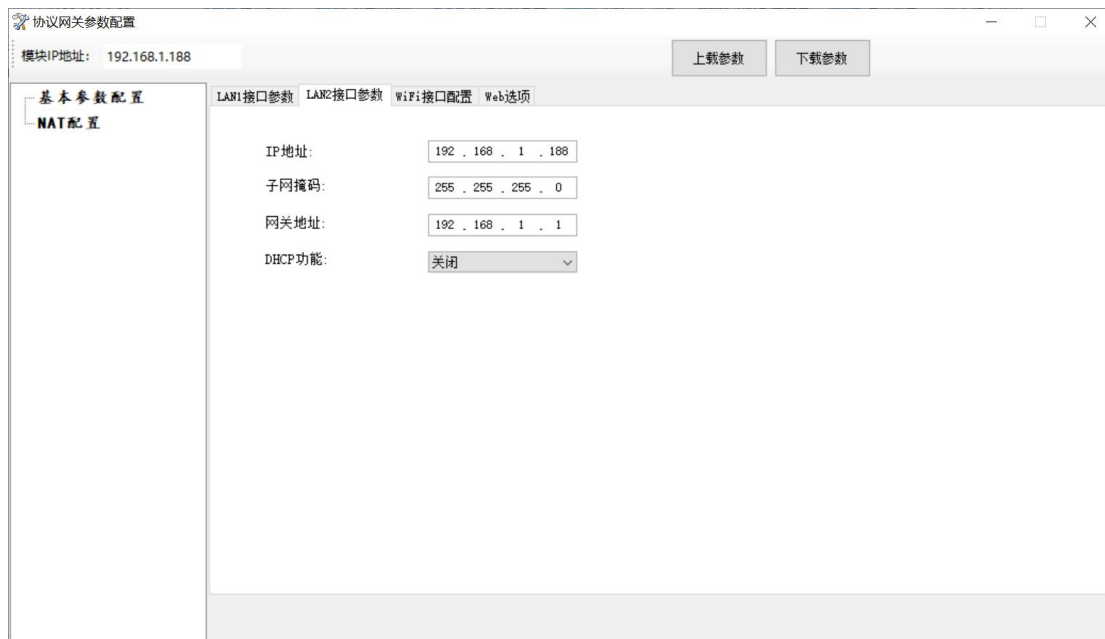 协议网关参数配置
模块IP地址: 192.168.1.188
上载参数 下载参数
基本参数配置
NAT配置
LAN1接口参数 LAN2接口参数 WiFi接口配置 Web选项
IP地址: 192 . 168 . 1 . 188
子网掩码: 255 . 255 . 255 . 0
网关地址: 192 . 168 . 1 . 1
DHCP功能: 关闭